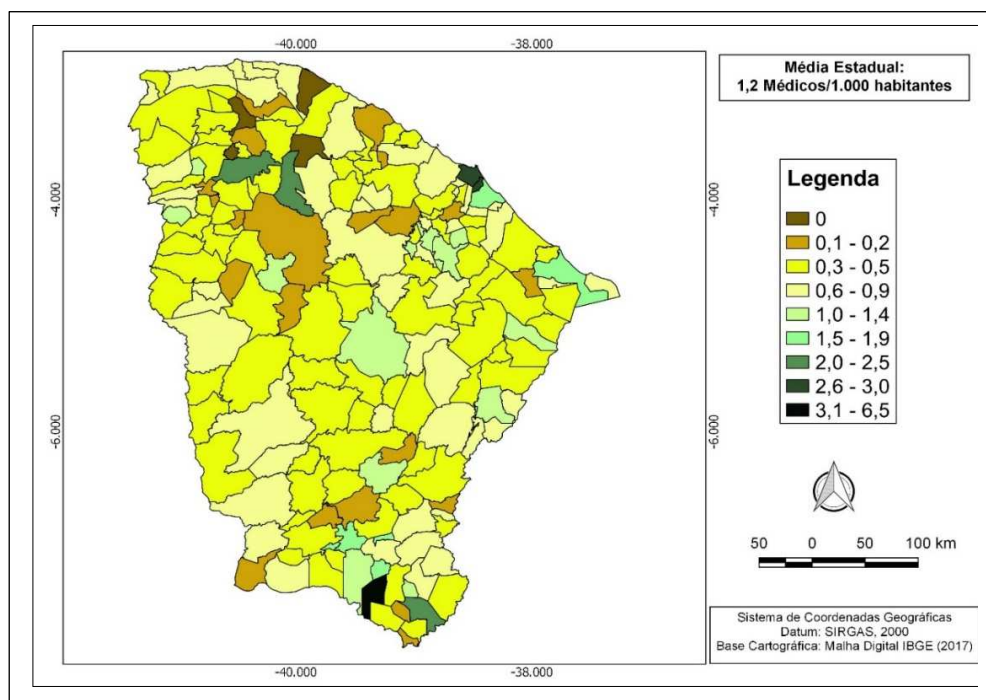 -40.000
-38.000
Média Estadual:
1,2 Médicos/1.000 habitantes
-4.000
-4.000
Legenda
0
0,1 - 0,2
0,3 - 0,5
0,6 - 0,9
1,0 - 1,4
1,5 - 1,9
2,0 - 2,5
2,6 - 3,0
3,1 - 6,5
-6.000
-6.000
50 0 50 100 km
Sistema de Coordenadas Geográficas
Datum: SIRGAS, 2000
Base Cartográfica: Malha Digital IBGE (2017)
-40.000
-38.000